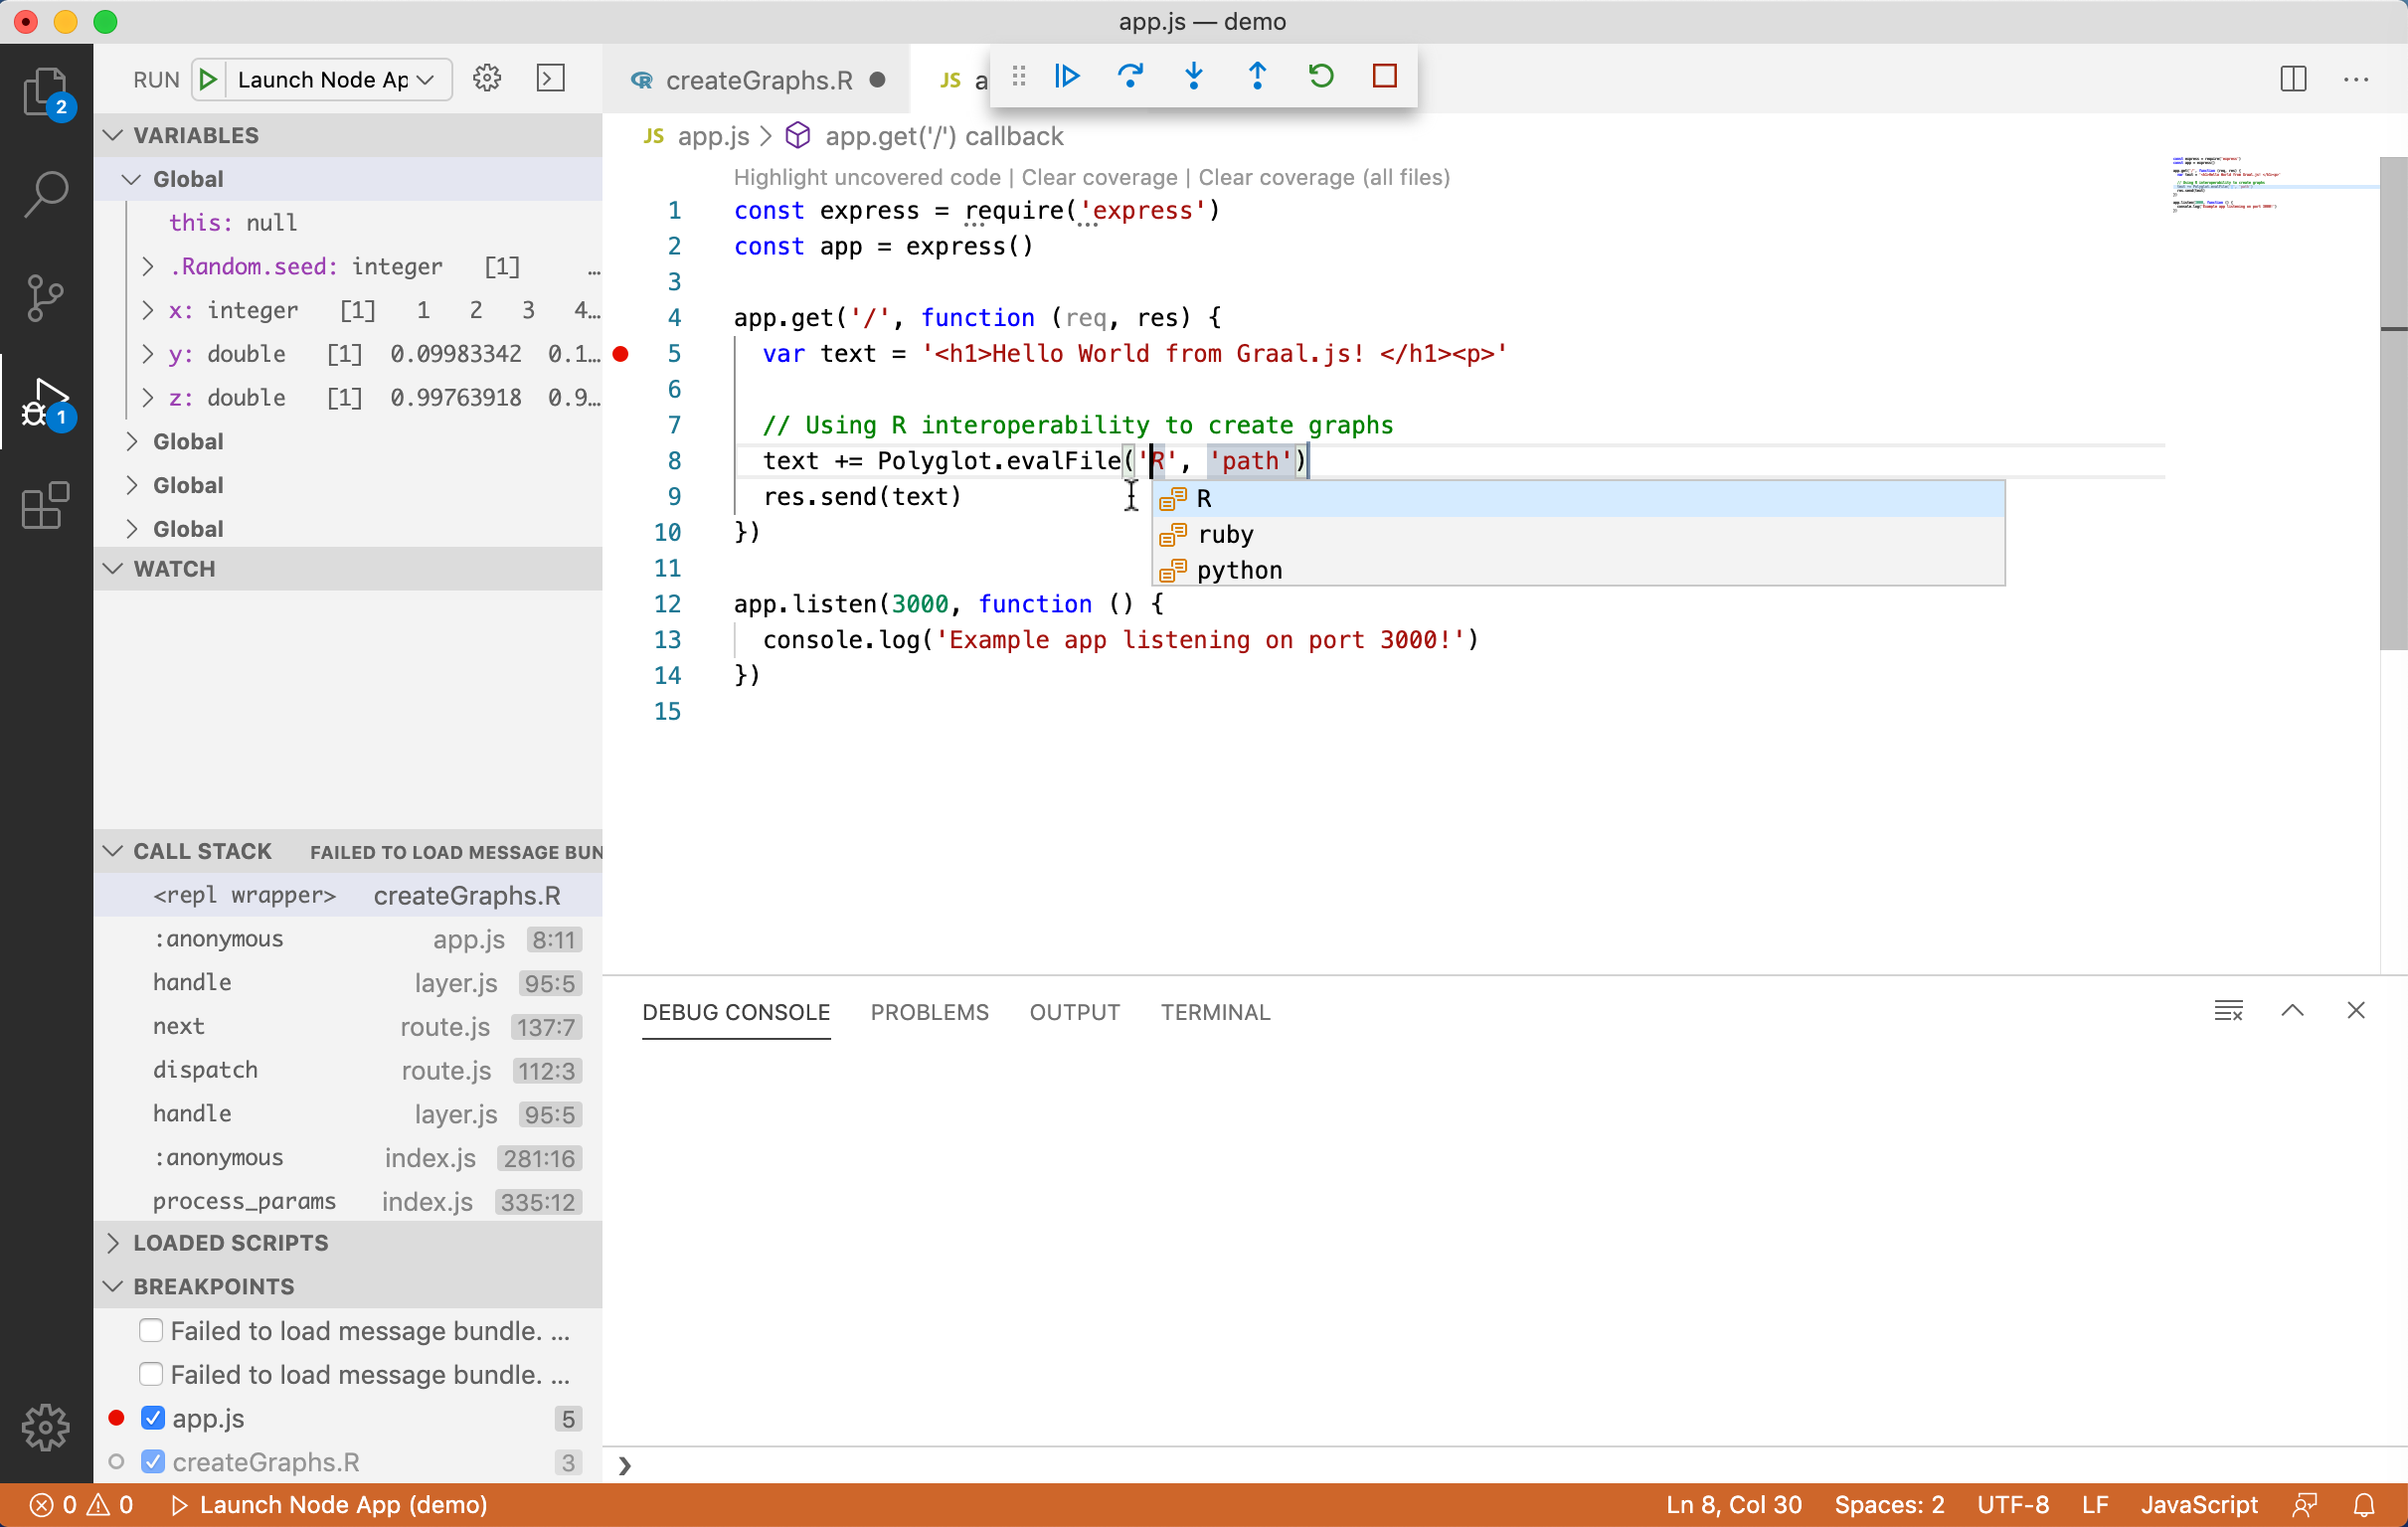 app.js — demo
RUN Launch Node Ap
createGraphs.R
JS a
2
VARIABLES
Global
this: null
.Random.seed: integer [1] …
x: integer [1] 1 2 3 4…
y: double [1] 0.09983342 0.1…
z: double [1] 0.99763918 0.9…
Global
Global
Global
1
WATCH
CALL STACK FAILED TO LOAD MESSAGE BUN
<repl wrapper> createGraphs.R
:anonymous app.js 8:11
handle layer.js 95:5
next route.js 137:7
dispatch route.js 112:3
handle layer.js 95:5
:anonymous index.js 281:16
process_params index.js 335:12
LOADED SCRIPTS
BREAKPOINTS
Failed to load message bundle. ...
Failed to load message bundle. ...
app.js 5
createGraphs.R 3
JS app.js > app.get('/') callback
Highlight uncovered code | Clear coverage | Clear coverage (all files)
1 const express = require('express')
2 const app = express()
3
4 app.get('/', function (req, res) {
5 var text = '<h1>Hello World from Graal.js! </h1><p>'
6
7 // Using R interoperability to create graphs
8 text += Polyglot.evalFile('R', 'path')
9 res.send(text)
10 })
11
12 app.listen(3000, function () {
13 console.log('Example app listening on port 3000!')
14 })
15
R
ruby
python
DEBUG CONSOLE PROBLEMS OUTPUT TERMINAL
0 0 Launch Node App (demo)
Ln 8, Col 30 Spaces: 2 UTF-8 LF JavaScript